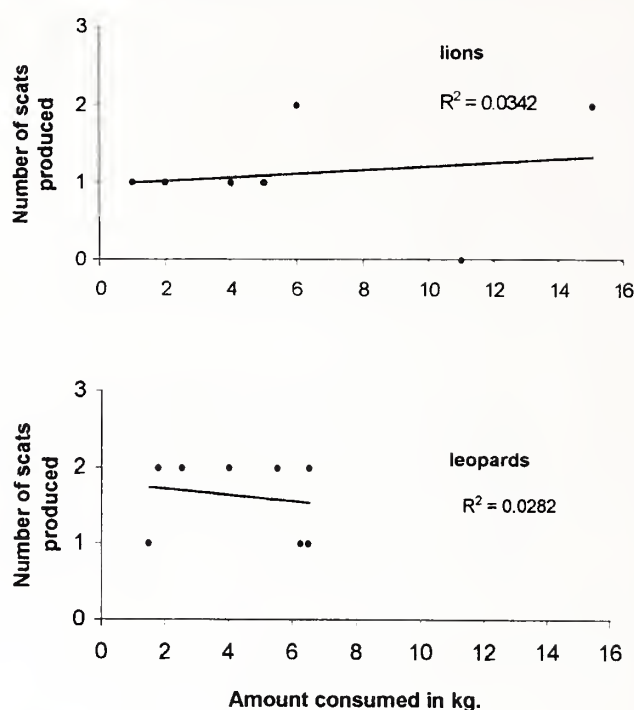 3
lions
R² = 0.0342
2
1
0
Number of scats
produced
0 2 4 6 8 10 12 14 16
3
leopards
2
R² = 0.0282
1
0
Number of scats
produced
0 2 4 6 8 10 12 14 16
Amount consumed in kg.